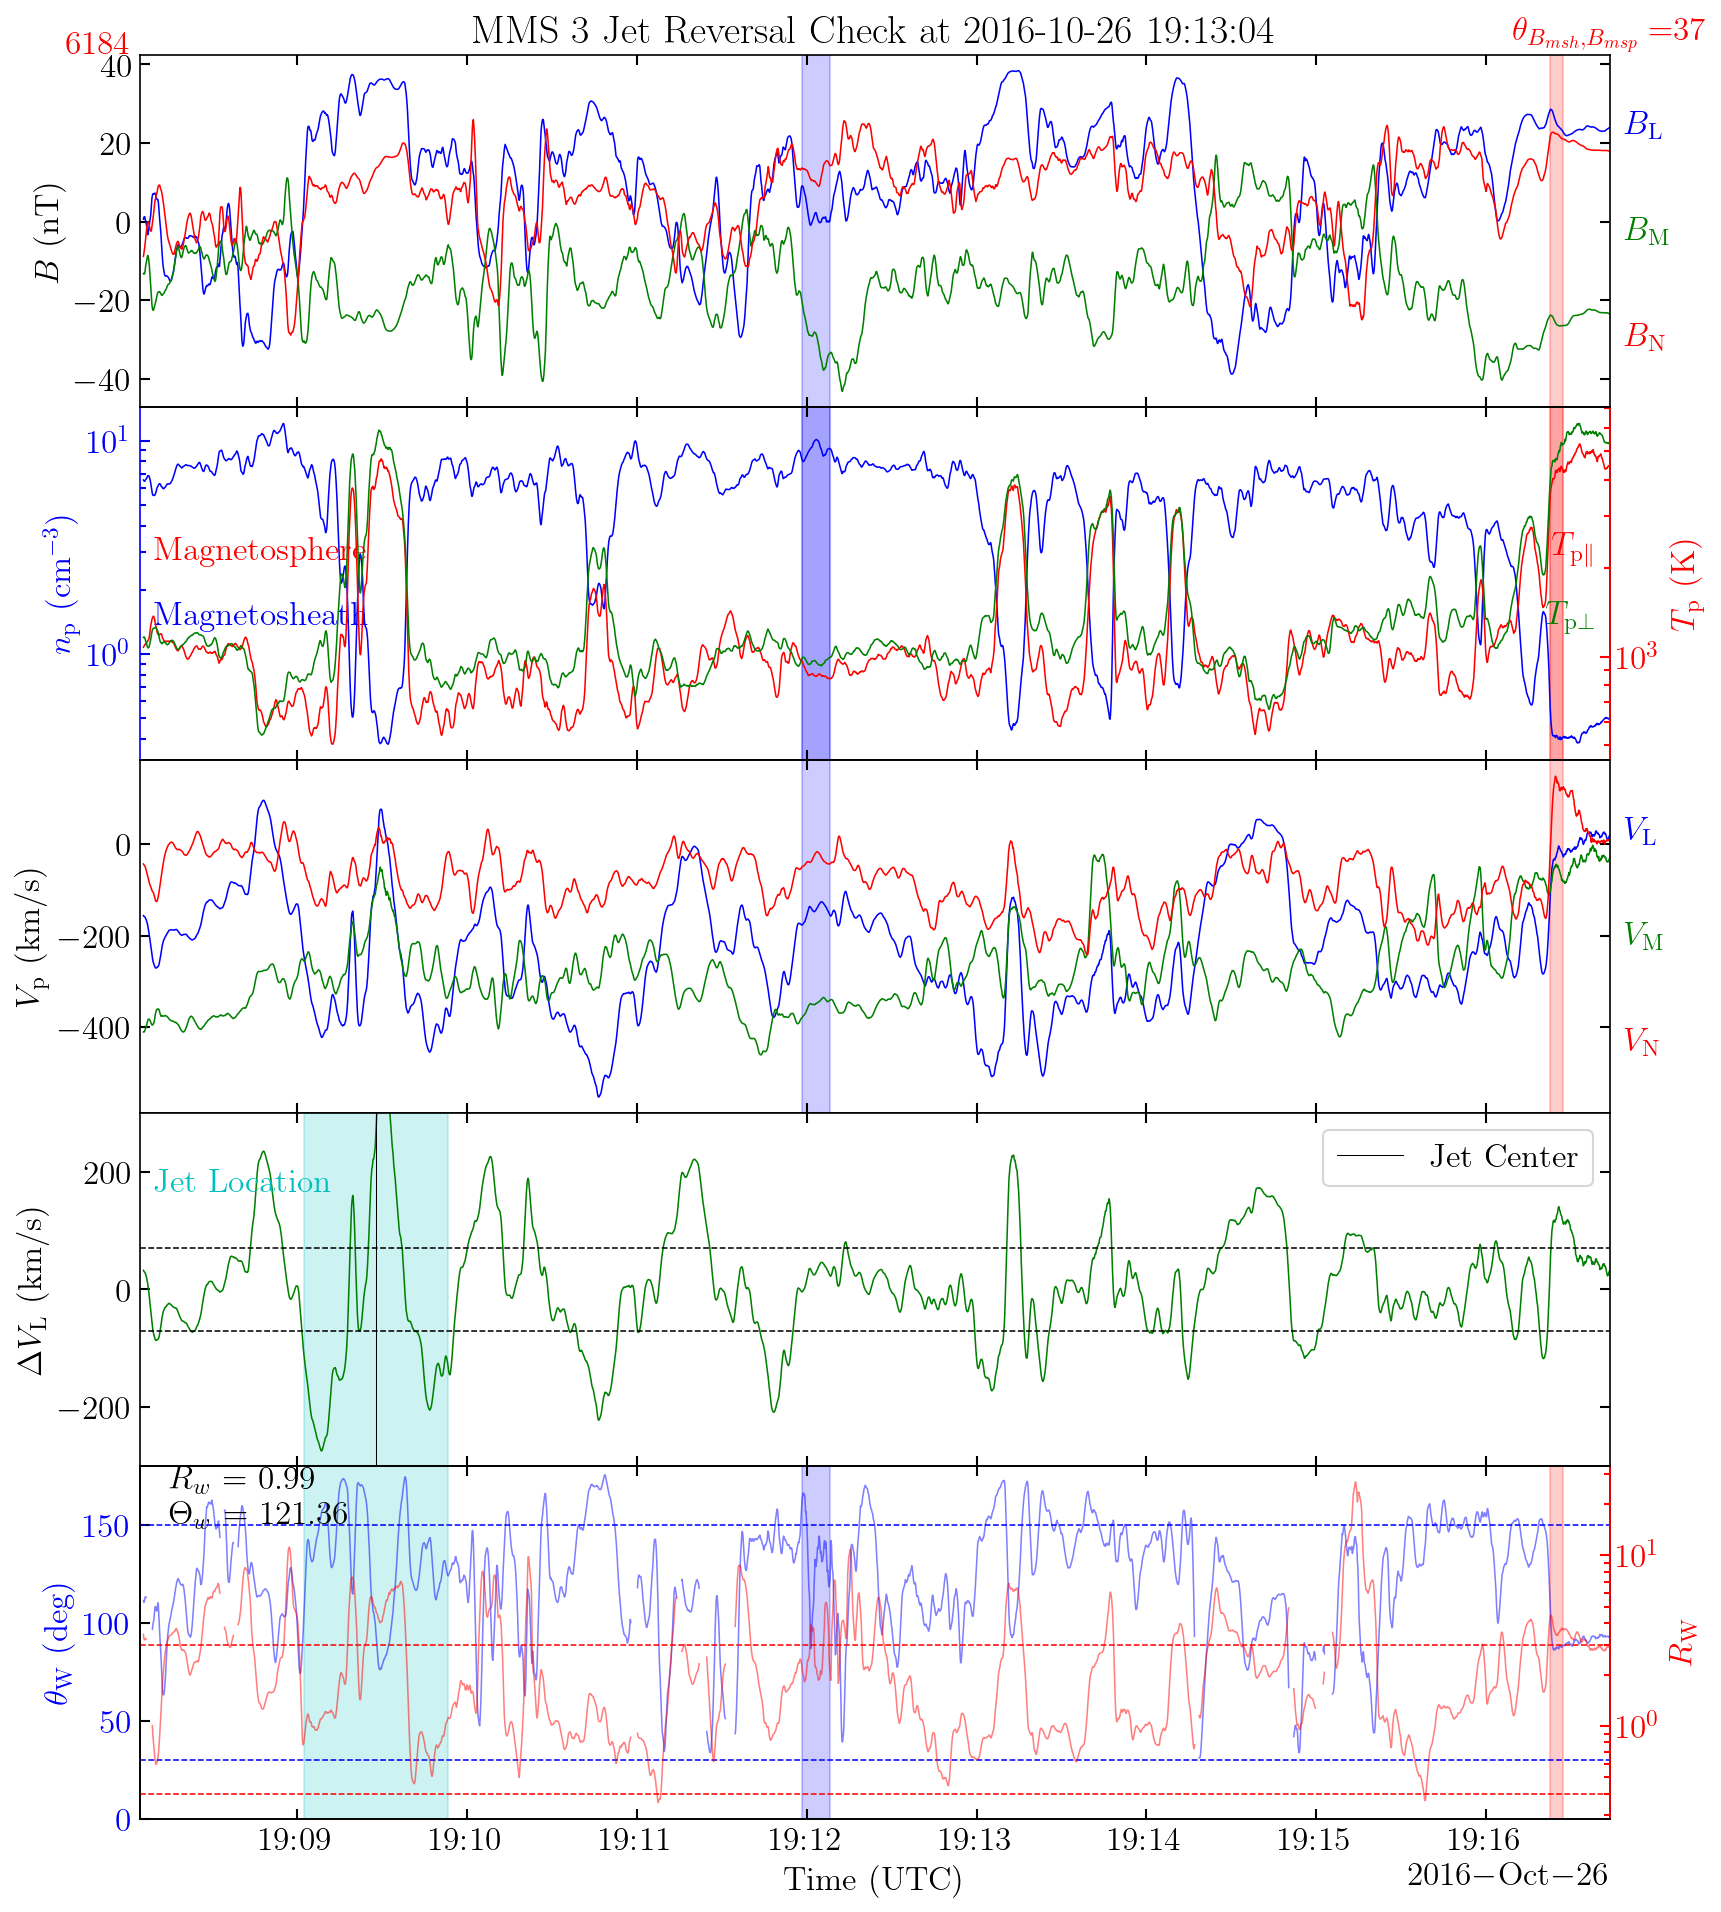 MMS 3 Jet Reversal Check at 2016-10-26 19:13:04
6184
θ_{B_{msh},B_{msp}} =37
40
20
0
−20
−40
B (nT)
B_L
B_M
B_N
10^1
10^0
n_p (cm^{−3})
Magnetosphere
Magnetosheath
T_{p∥}
T_{p⊥}
10^3
T_p (K)
0
−200
−400
V_p (km/s)
V_L
V_M
V_N
200
0
−200
ΔV_L (km/s)
Jet Location
Jet Center
R_w = 0.99
Θ_w = 121.36
150
100
50
0
θ_W (deg)
10^1
10^0
R_W
19:09 19:10 19:11 19:12 19:13 19:14 19:15 19:16
Time (UTC)
2016−Oct−26